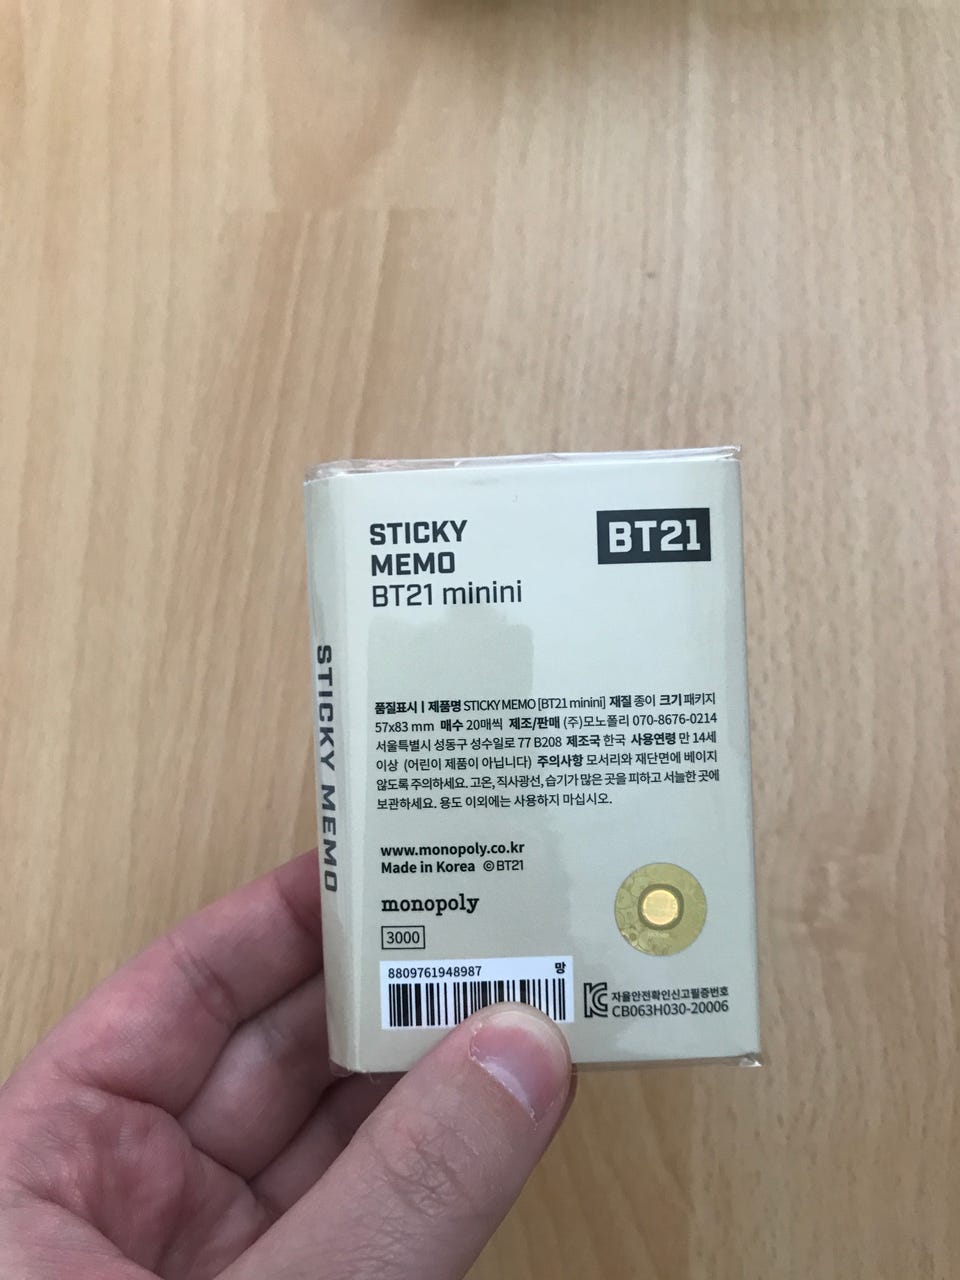 STICKY
MEMO
BT21 minini
BT21
STICKY MEMO
품질표시 | 제품명 STICKY MEMO [BT21 minini] 재질 종이 크기 패키지
57x83 mm 매수 20매씩 제조/판매 (주)모노폴리 070-8676-0214
서울특별시 성동구 성수일로 77 B208 제조국 한국 사용연령 만 14세
이상 (어린이 제품이 아닙니다) 주의사항 모서리와 재단면에 베이지
않도록 주의하세요. 고온, 직사광선, 습기가 많은 곳을 피하고 서늘한 곳에
보관하세요. 용도 이외에는 사용하지 마십시오.
www.monopoly.co.kr
Made in Korea ©BT21
monopoly
3000
8809761948987 망
자율안전확인신고필증번호
CB063H030-20006